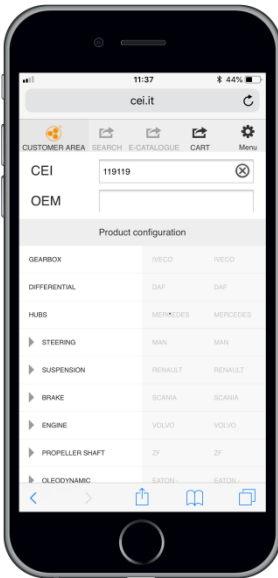 11:37 44%
cei.it
CUSTOMER AREA SEARCH E-CATALOGUE CART Menu
CEI 119119
OEM
Product configuration
GEARBOX IVECO IVECO
DIFFERENTIAL DAF DAF
HUBS MERCEDES MERCEDES
STEERING MAN MAN
SUSPENSION RENAULT RENAULT
BRAKE SCANIA SCANIA
ENGINE VOLVO VOLVO
PROPELLER SHAFT ZF ZF
OLEODYNAMIC EATON - EATON -